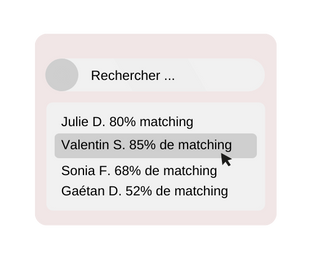 Rechercher ...
Julie D. 80% matching
Valentin S. 85% de matching
Sonia F. 68% de matching
Gaétan D. 52% de matching